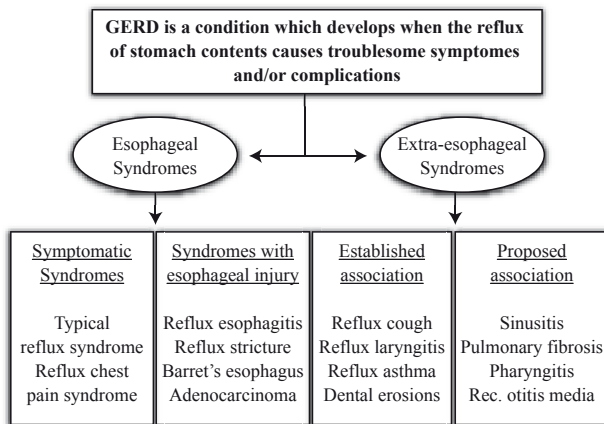 GERD is a condition which develops when the reflux
of stomach contents causes troublesome symptomes
and/or complications
Esophageal
Syndromes
Extra-esophageal
Syndromes
Symptomatic
Syndromes
Typical
reflux syndrome
Reflux chest
pain syndrome
Syndromes with
esophageal injury
Reflux esophagitis
Reflux stricture
Barret's esophagus
Adenocarcinoma
Established
association
Reflux cough
Reflux laryngitis
Reflux asthma
Dental erosions
Proposed
association
Sinusitis
Pulmonary fibrosis
Pharyngitis
Rec. otitis media